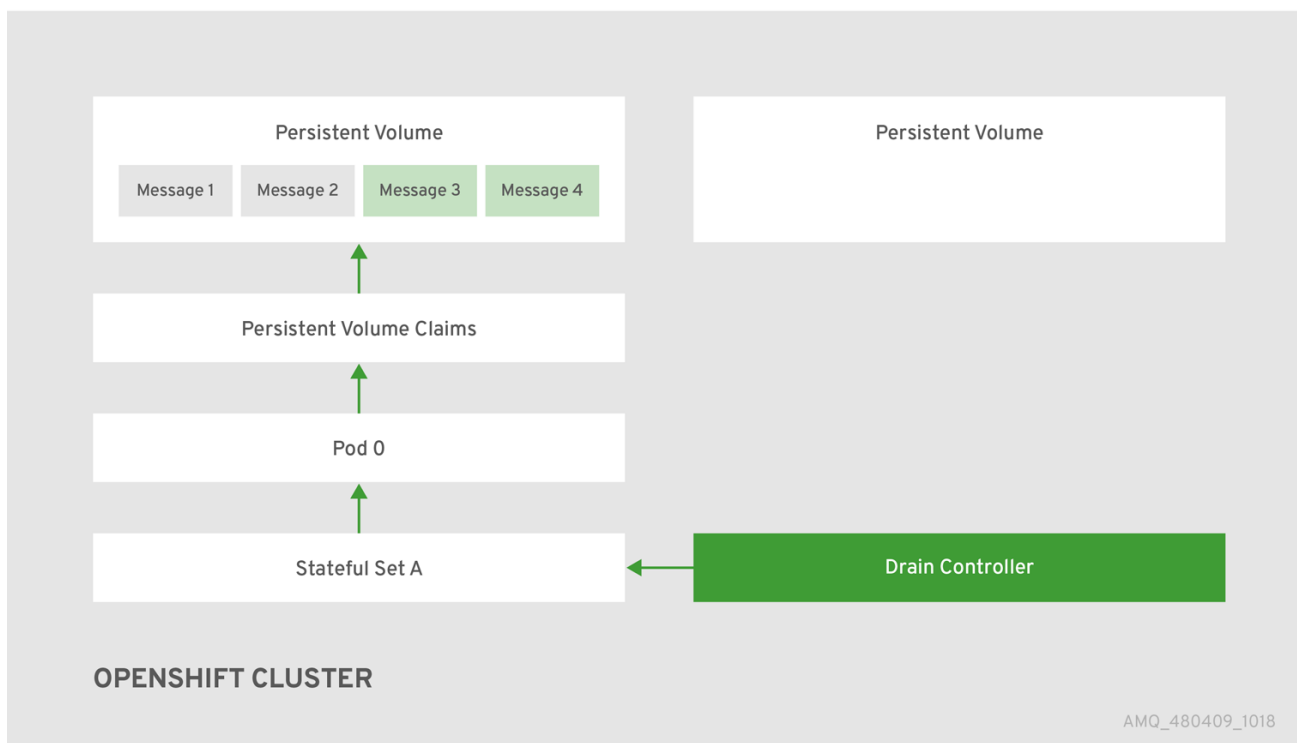 Persistent Volume
Message 1
Message 2
Message 3
Message 4
Persistent Volume
Persistent Volume Claims
Pod 0
Stateful Set A
Drain Controller
OPENSHIFT CLUSTER
AMQ_480409_1018